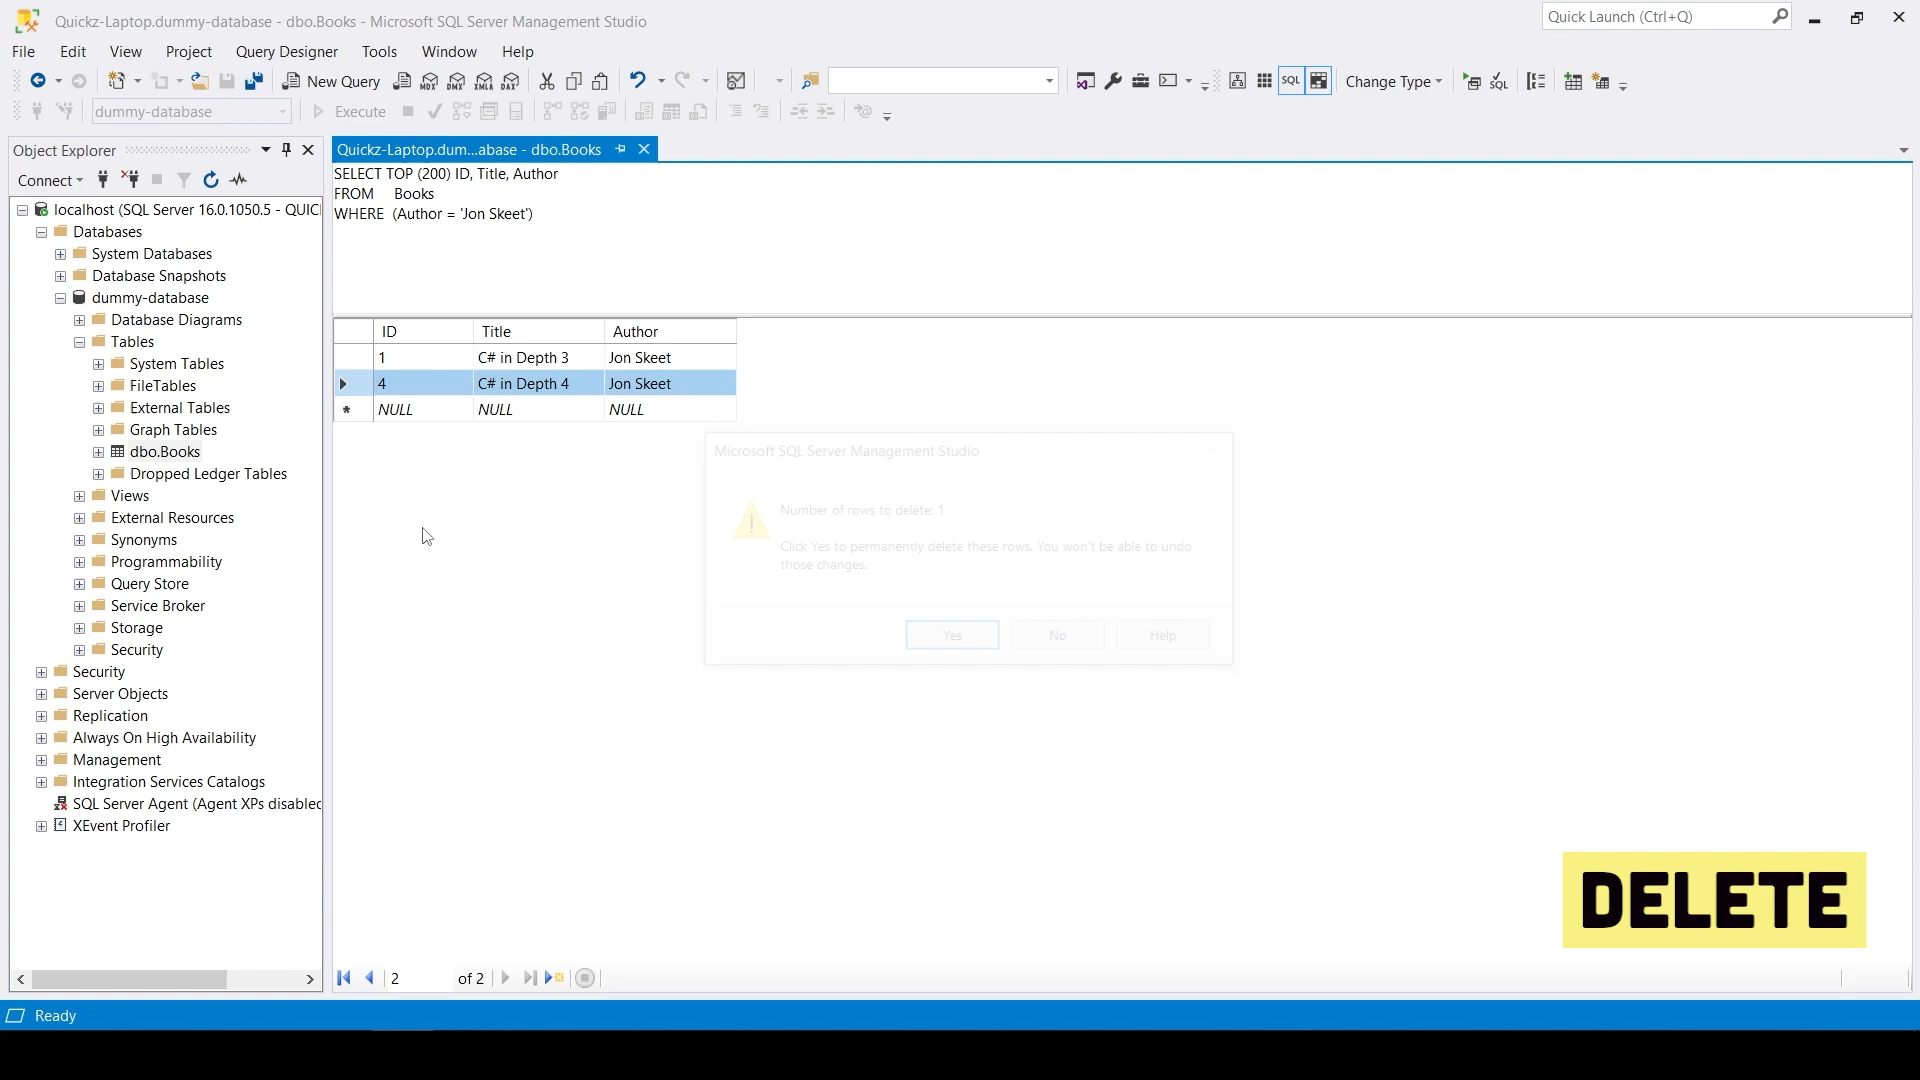 Quickz-Laptop.dummy-database - dbo.Books - Microsoft SQL Server Management Studio
Quick Launch (Ctrl+Q)
File Edit View Project Query Designer Tools Window Help
New Query MDX DMX XMLA DAX SQL Change Type SQL
dummy-database Execute
Object Explorer
Quickz-Laptop.dum...abase - dbo.Books
Connect
SELECT TOP (200) ID, Title, Author
FROM Books
WHERE (Author = 'Jon Skeet')
localhost (SQL Server 16.0.1050.5 - QUIC
Databases
System Databases
Database Snapshots
dummy-database
Database Diagrams
Tables
System Tables
FileTables
External Tables
Graph Tables
dbo.Books
Dropped Ledger Tables
Views
External Resources
Synonyms
Programmability
Query Store
Service Broker
Storage
Security
Security
Server Objects
Replication
Always On High Availability
Management
Integration Services Catalogs
SQL Server Agent (Agent XPs disabled
XEvent Profiler
ID Title Author
1 C# in Depth 3 Jon Skeet
4 C# in Depth 4 Jon Skeet
NULL NULL NULL
Microsoft SQL Server Management Studio
Number of rows to delete: 1
Click Yes to permanently delete these rows. You won't be able to undo
those changes.
Yes No Help
DELETE
2 of 2
Ready